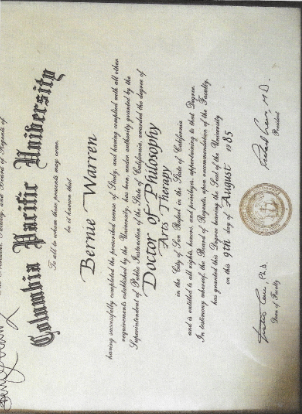 Board of Regents of
Columbia Pacific University
To all to whom these presents may come
be it known that
Bernie Warren
having successfully completed the prescribed course of Study, and having complied with all other
requirements established by the University has been, under authority granted by the
Superintendent of Public Instruction of the State of California, awarded the degree of
Doctor of Philosophy
Arts Therapy
in the City of San Rafael in the State of California
and is entitled to all rights, honors and privileges appertaining to that Degree.
In testimony whereof, the Board of Regents, upon recommendation of the Faculty,
has granted this Degree bearing the Seal of the University
on this 9th day of August 1985
Ph.D.
Dean of Faculty
M.D.
President